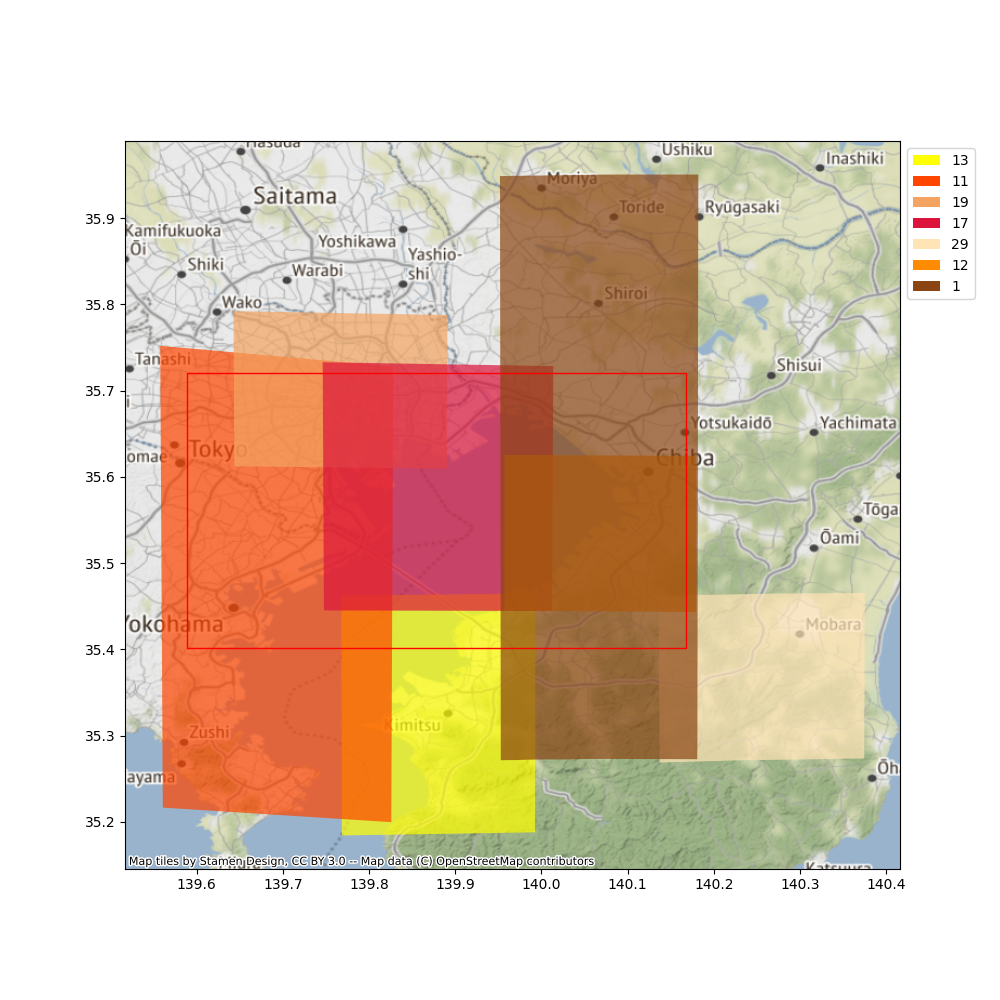 Hasuda
Ushiku
Inashiki
13
11
19
17
29
12
1
Moriya
Saitama
Toride
Ryūgasaki
35.9
Kamifukuoka
Ōi
Yoshikawa
Yashio-
shi
Shiki
Warabi
Shiroi
35.8
Wako
Tanashi
Shisui
35.7
Yotsukaidō
Yachimata
Tokyo
omae
Chiba
35.6
Tōga
Ōami
35.5
Yokohama
Mobara
35.4
Kimitsu
Zushi
35.3
ayama
Ōh
35.2
Map tiles by Stamen Design, CC BY 3.0 -- Map data (C) OpenStreetMap contributors
Katsuura
139.6
139.7
139.8
139.9
140.0
140.1
140.2
140.3
140.4